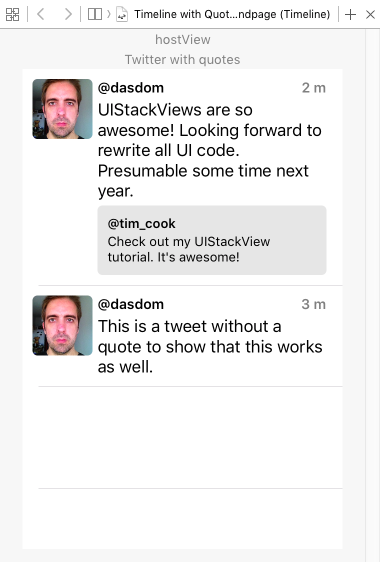 Timeline with Quot...ndpage (Timeline)
hostView
Twitter with quotes
@dasdom 2 m
UIStackViews are so
awesome! Looking forward to
rewrite all UI code.
Presumable some time next
year.
@tim_cook
Check out my UIStackView
tutorial. It's awesome!
@dasdom 3 m
This is a tweet without a
quote to show that this works
as well.